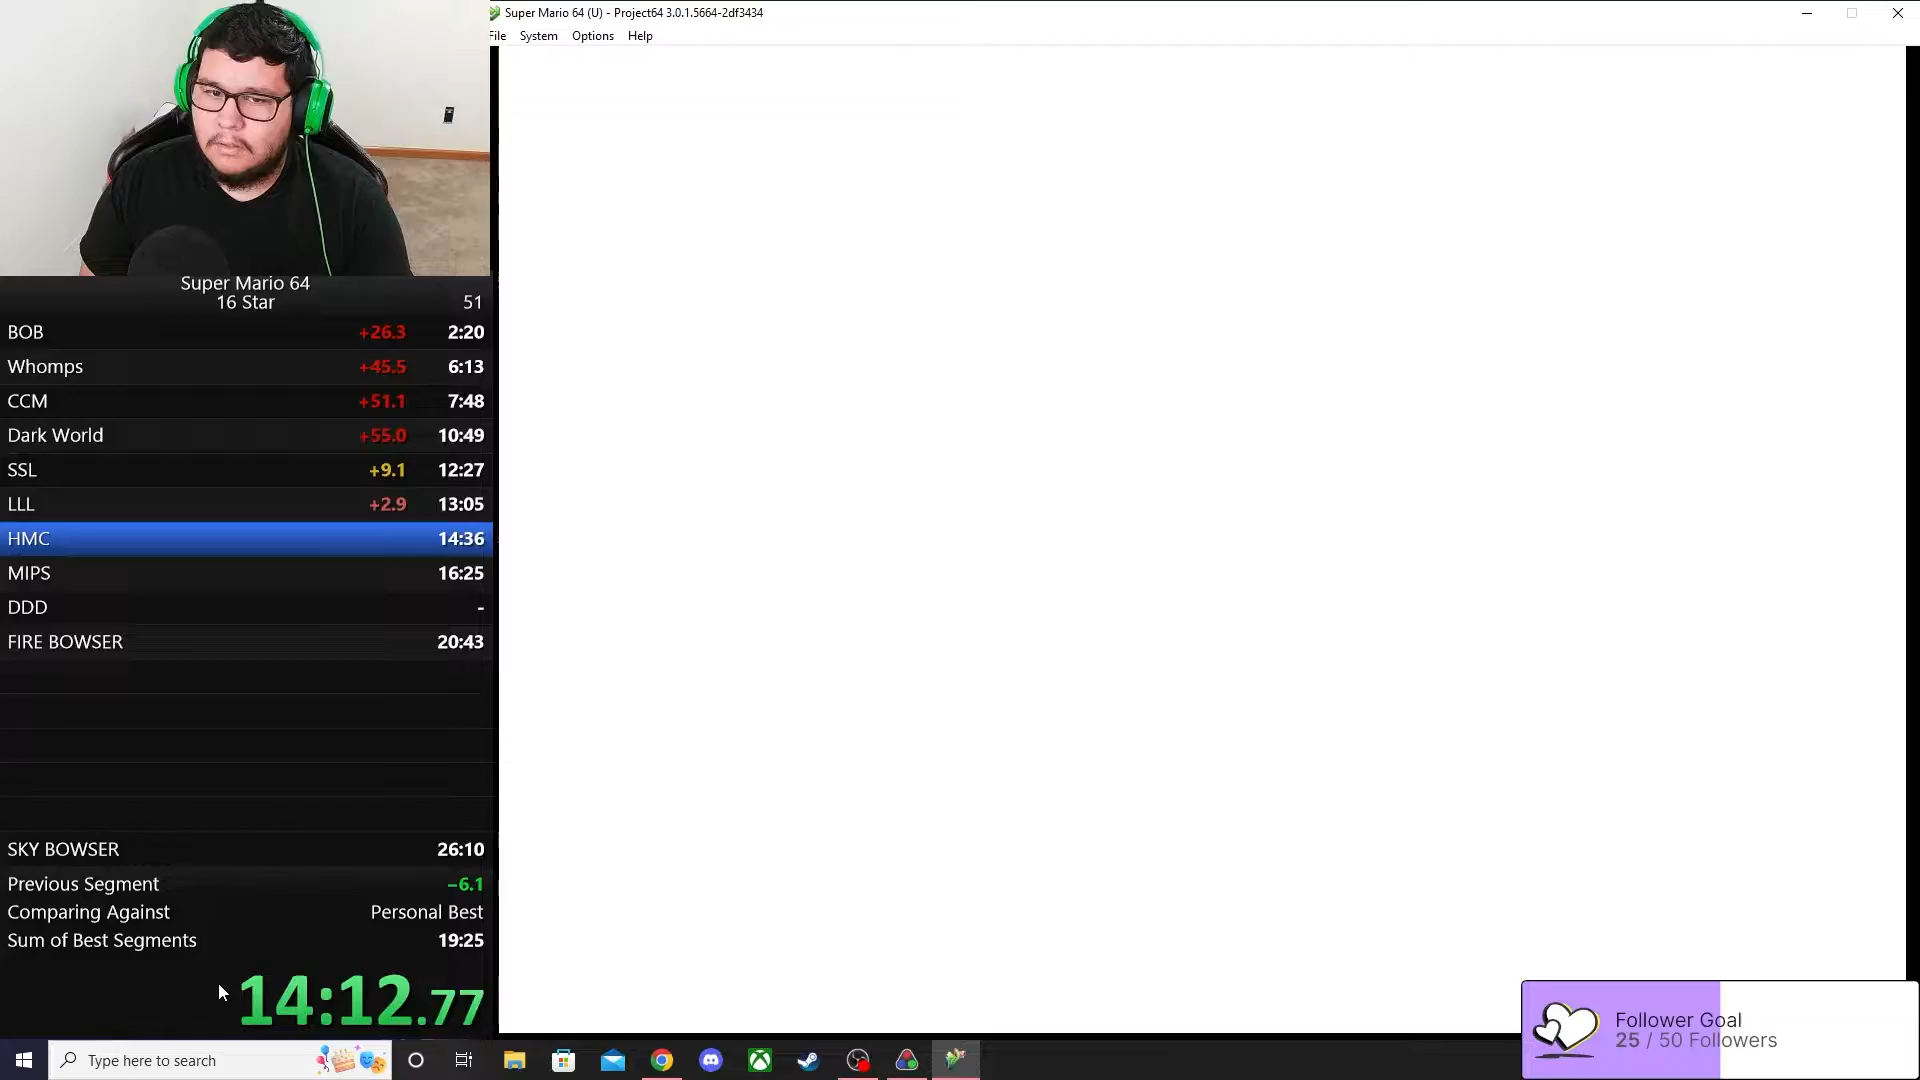 Super Mario 64 (U) - Project64 3.0.1.5664-2df3434
File System Options Help
Super Mario 64
16 Star 51
BOB +26.3 2:20
Whomps +45.5 6:13
CCM +51.1 7:48
Dark World +55.0 10:49
SSL +9.1 12:27
LLL +2.9 13:05
HMC 14:36
MIPS 16:25
DDD -
FIRE BOWSER 20:43
SKY BOWSER 26:10
Previous Segment −6.1
Comparing Against Personal Best
Sum of Best Segments 19:25
14:12.77
Follower Goal
25 / 50 Followers
Type here to search